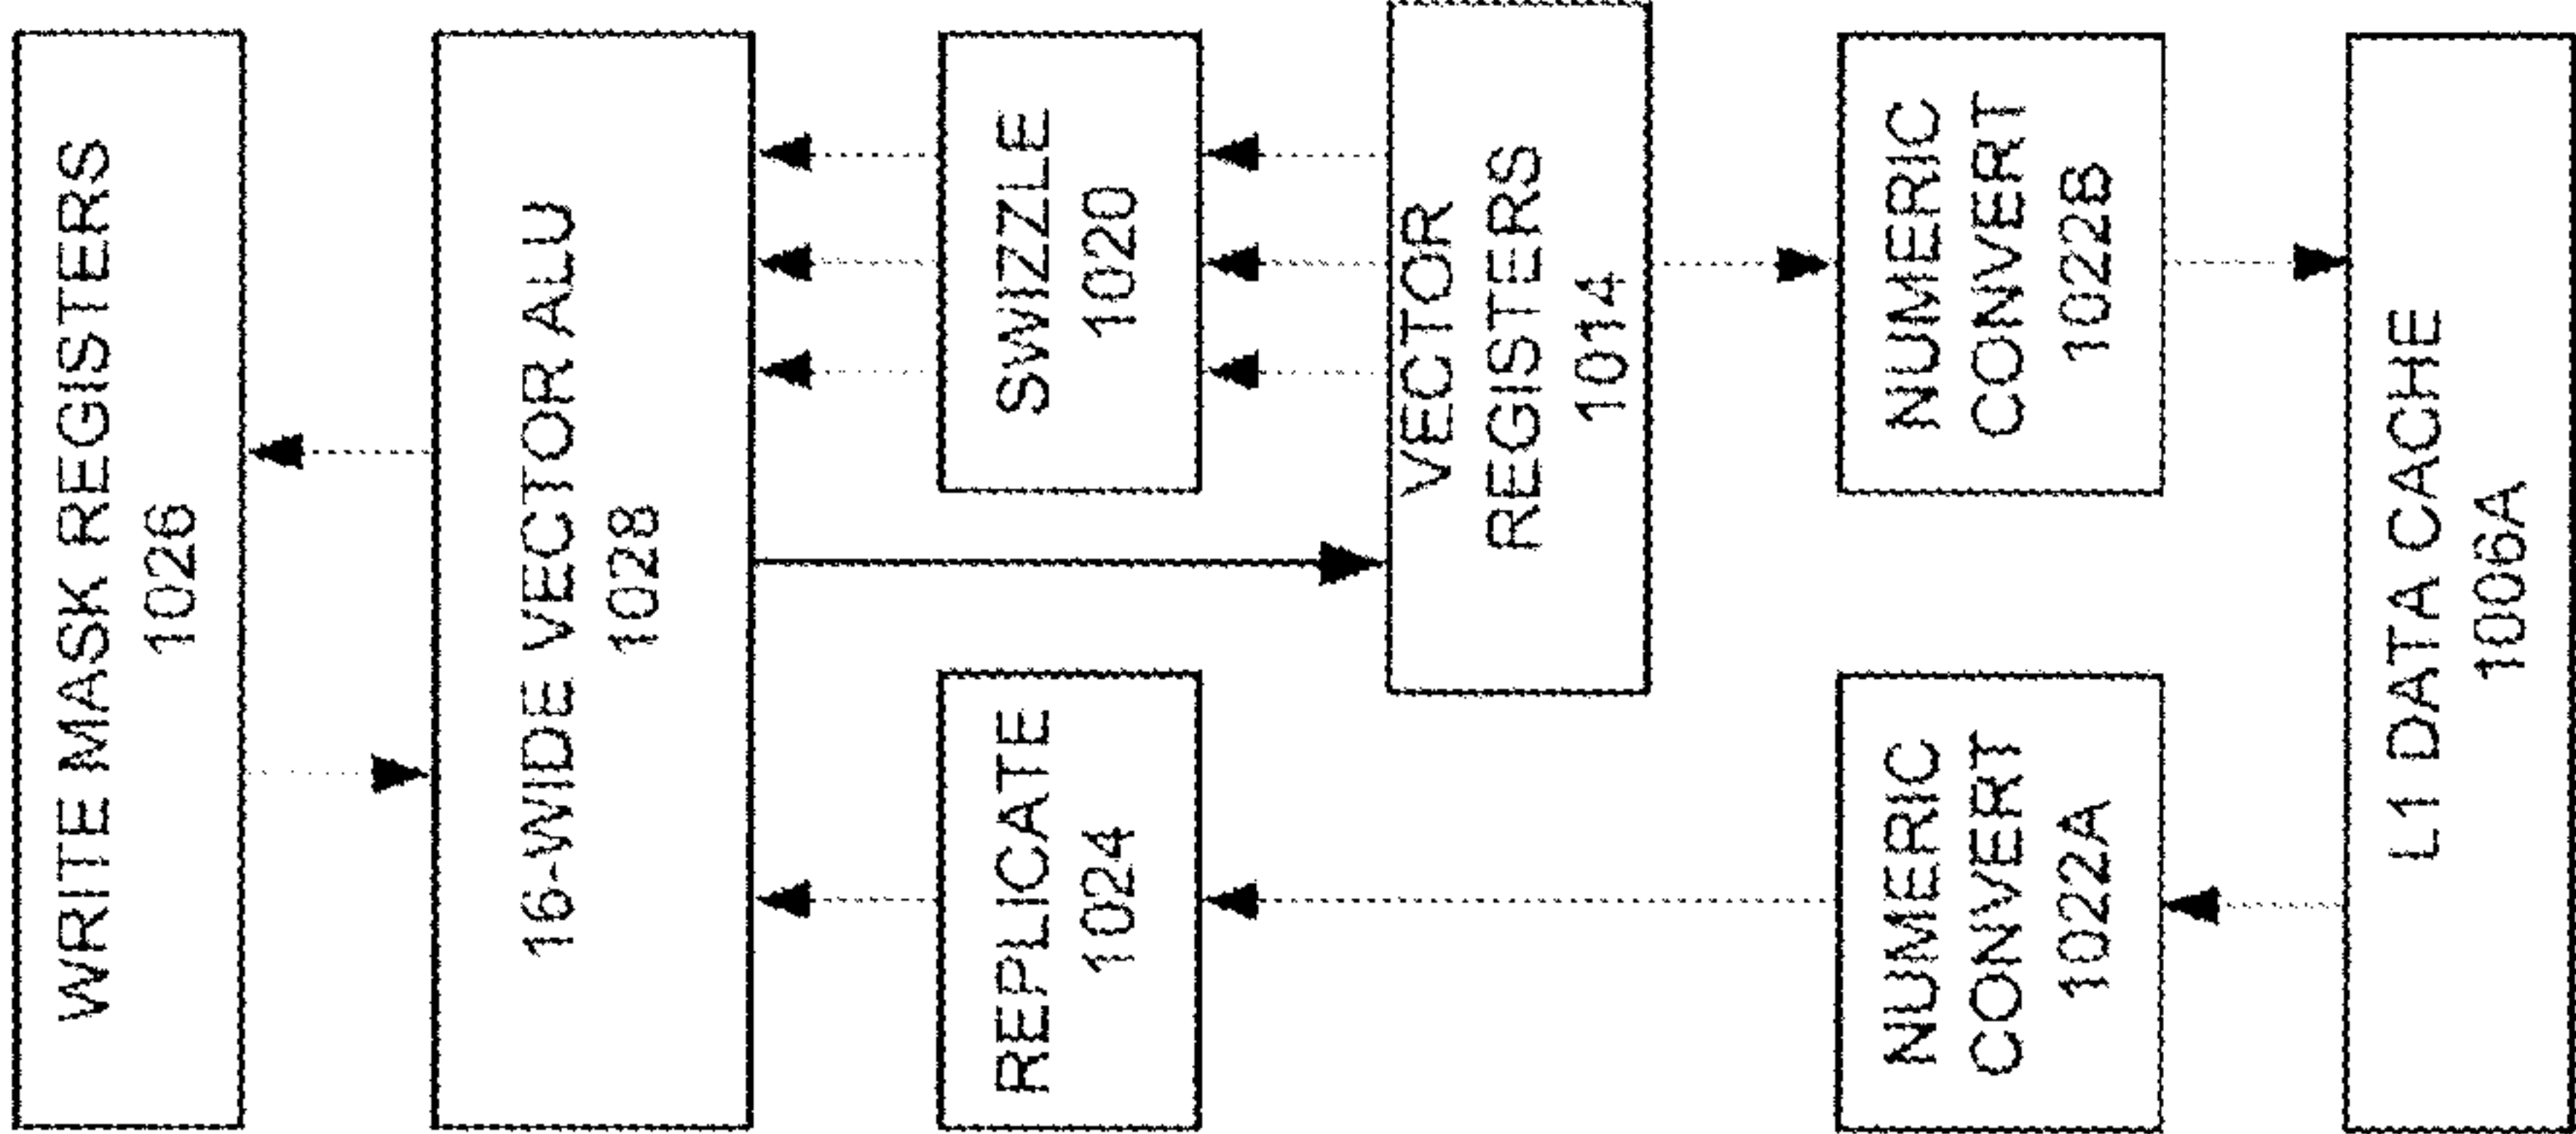 WRITE MASK REGISTERS
1026
16-WIDE VECTOR ALU
1028
REPLICATE
1024
SWIZZLE
1020
VECTOR
REGISTERS
1014
NUMERIC
CONVERT
1022A
NUMERIC
CONVERT
1022B
L1 DATA CACHE
1006A